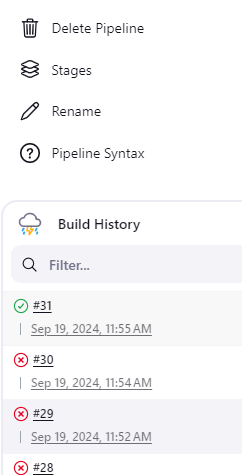 Delete Pipeline
Stages
Rename
Pipeline Syntax
Build History
Filter...
#31
Sep 19, 2024, 11:55 AM
#30
Sep 19, 2024, 11:54 AM
#29
Sep 19, 2024, 11:52 AM
#28